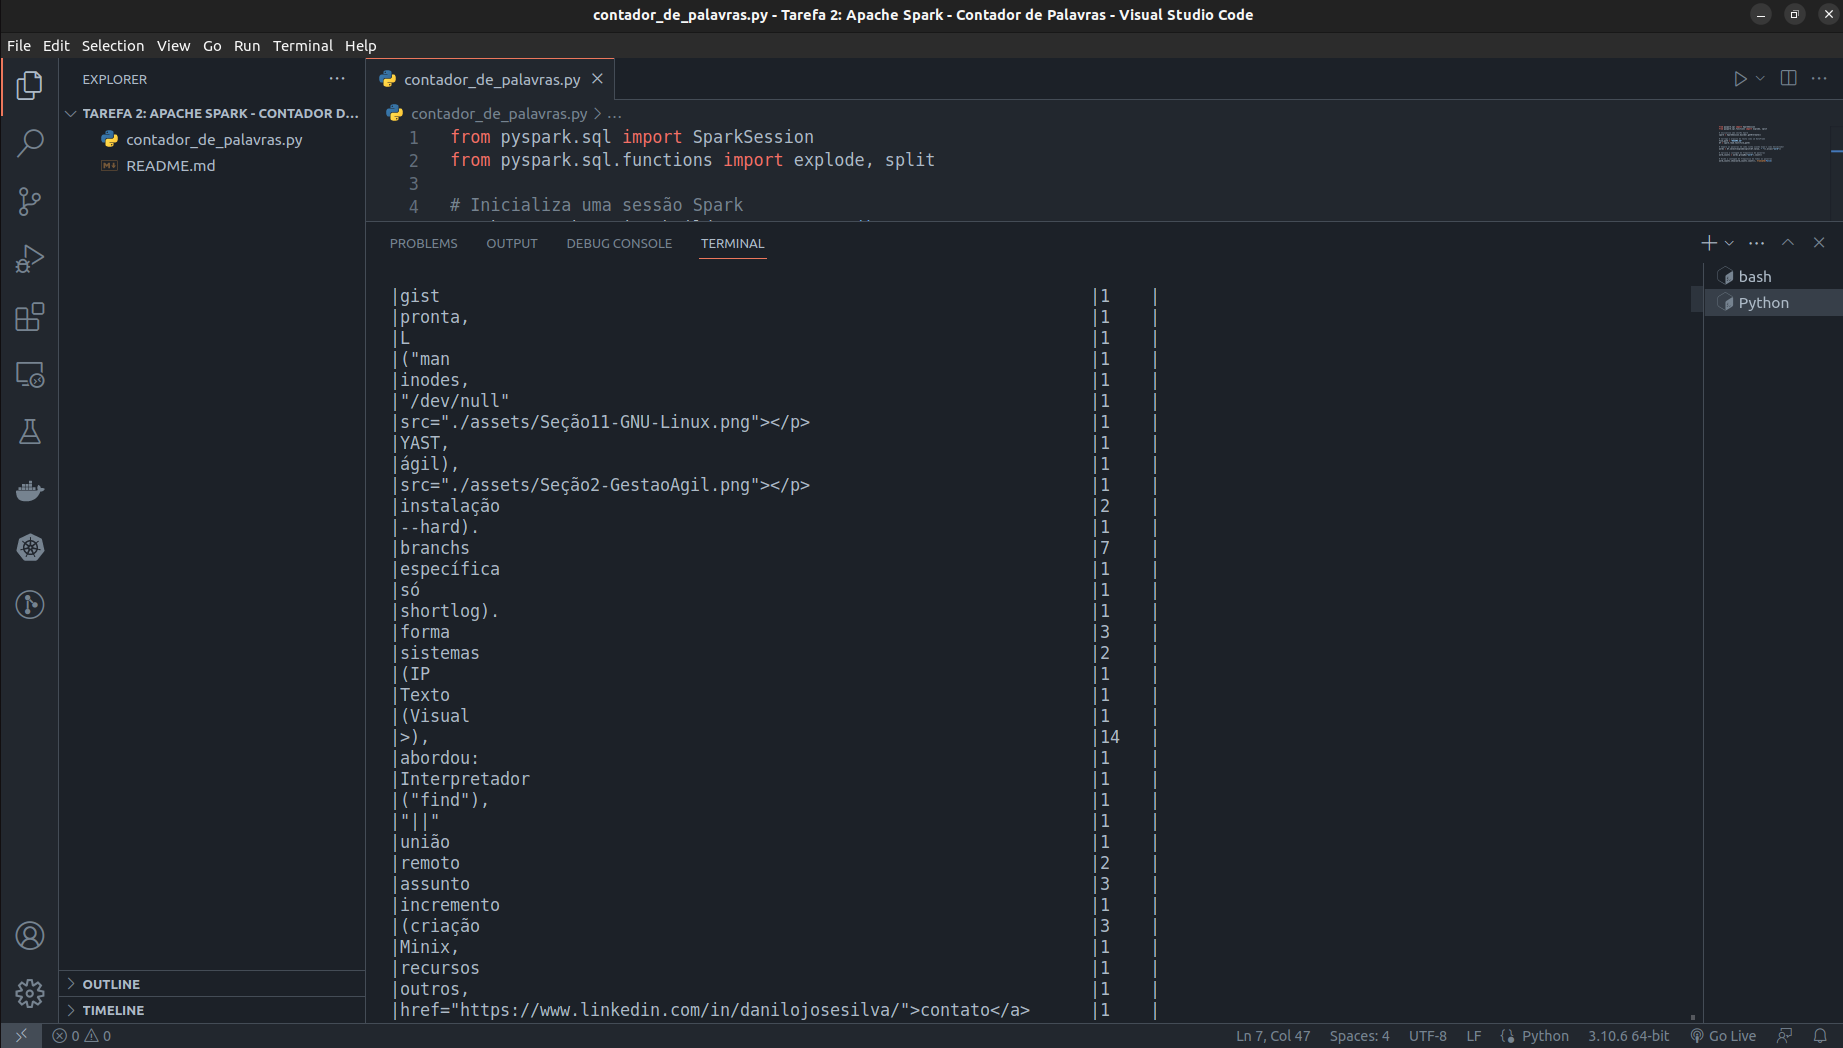 contador_de_palavras.py - Tarefa 2: Apache Spark - Contador de Palavras - Visual Studio Code
File Edit Selection View Go Run Terminal Help
EXPLORER
TAREFA 2: APACHE SPARK - CONTADOR D...
contador_de_palavras.py
README.md
OUTLINE
TIMELINE
contador_de_palavras.py
contador_de_palavras.py > ...
1 from pyspark.sql import SparkSession
2 from pyspark.sql.functions import explode, split
3
4 # Inicializa uma sessão Spark
PROBLEMS OUTPUT DEBUG CONSOLE TERMINAL
|gist |1 |
|pronta, |1 |
|L |1 |
|("man |1 |
|inodes, |1 |
|"/dev/null" |1 |
|src="./assets/Seção11-GNU-Linux.png"></p> |1 |
|YAST, |1 |
|ágil), |1 |
|src="./assets/Seção2-GestaoAgil.png"></p> |1 |
|instalação |2 |
|--hard). |1 |
|branchs |7 |
|específica |1 |
|só |1 |
|shortlog). |1 |
|forma |3 |
|sistemas |2 |
|(IP |1 |
|Texto |1 |
|(Visual |1 |
|>), |14 |
|abordou: |1 |
|Interpretador |1 |
|("find"), |1 |
|"||" |1 |
|união |1 |
|remoto |2 |
|assunto |3 |
|incremento |1 |
|(criação |3 |
|Minix, |1 |
|recursos |1 |
|outros, |1 |
|href="https://www.linkedin.com/in/danilojosesilva/">contato</a> |1 |
bash
Python
0 0
Ln 7, Col 47 Spaces: 4 UTF-8 LF Python 3.10.6 64-bit Go Live